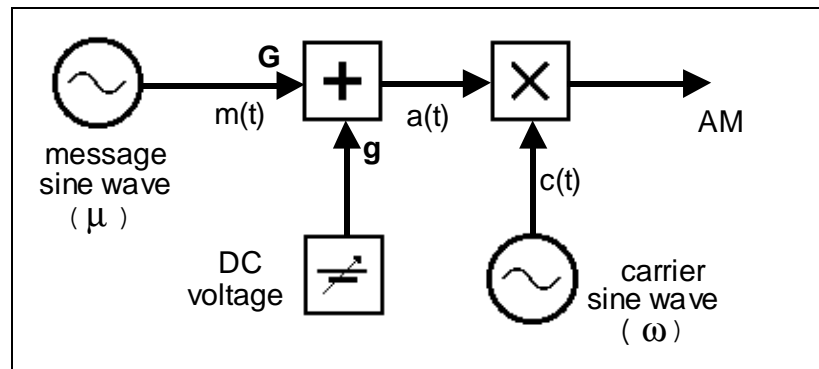 G
m(t)
a(t)
AM
message
sine wave
( μ )
g
c(t)
DC
voltage
carrier
sine wave
( ω )